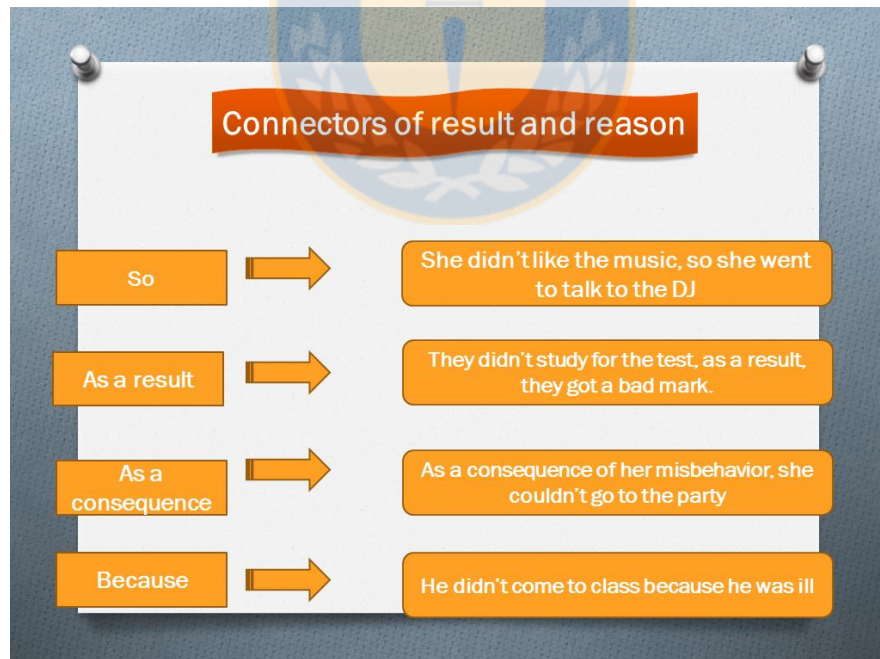 Connectors of result and reason
So
She didn't like the music, so she went
to talk to the DJ
As a result
They didn't study for the test, as a result,
they got a bad mark.
As a
consequence
As a consequence of her misbehavior, she
couldn't go to the party
Because
He didn't come to class because he was ill